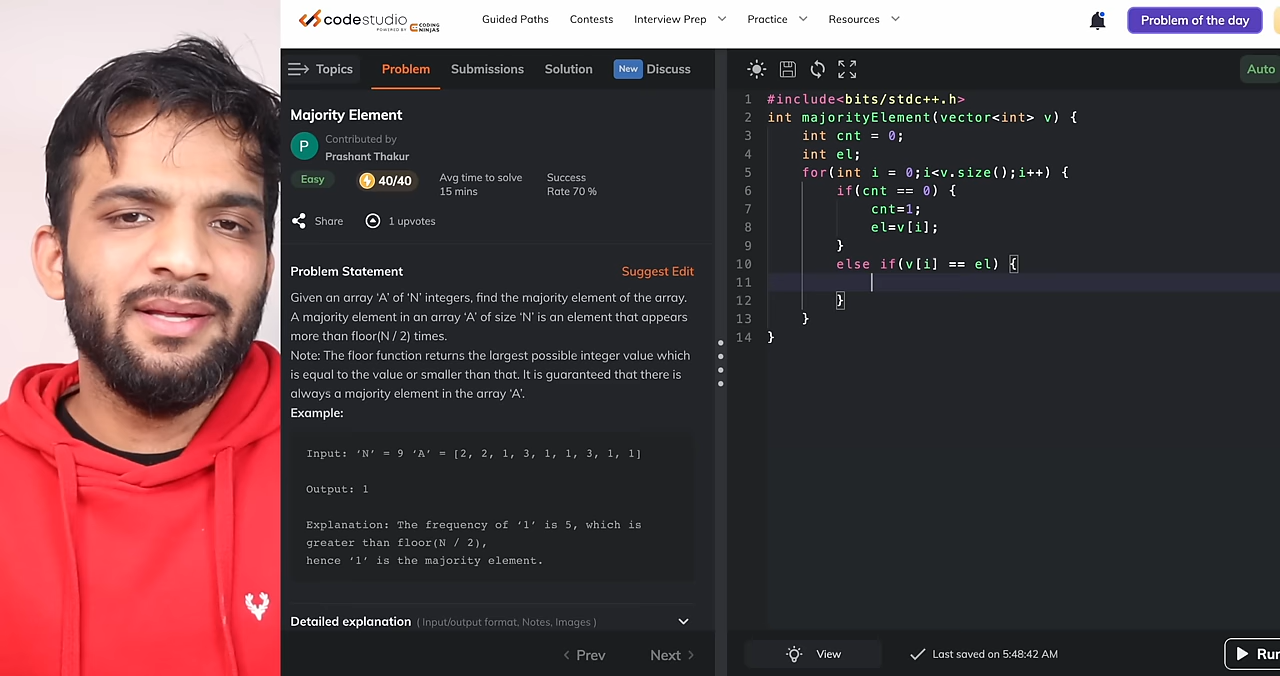 codestudio
POWERED BY CODING NINJAS
Guided Paths
Contests
Interview Prep
Practice
Resources
Problem of the day
Topics
Problem
Submissions
Solution
New
Discuss
Auto
Majority Element
P
Contributed by
Prashant Thakur
Easy
40/40
Avg time to solve
15 mins
Success
Rate 70 %
Share
1 upvotes
Problem Statement
Suggest Edit
Given an array ‘A’ of ‘N’ integers, find the majority element of the array.
A majority element in an array ‘A’ of size ‘N’ is an element that appears
more than floor(N / 2) times.
Note: The floor function returns the largest possible integer value which
is equal to the value or smaller than that. It is guaranteed that there is
always a majority element in the array ‘A’.
Example:
Input: ‘N’ = 9 ‘A’ = [2, 2, 1, 3, 1, 1, 3, 1, 1]
Output: 1
Explanation: The frequency of ‘1’ is 5, which is
greater than floor(N / 2),
hence ‘1’ is the majority element.
Detailed explanation ( Input/output format, Notes, Images )
Prev
Next
1 #include<bits/stdc++.h>
2 int majorityElement(vector<int> v) {
3 int cnt = 0;
4 int el;
5 for(int i = 0;i<v.size();i++) {
6 if(cnt == 0) {
7 cnt=1;
8 el=v[i];
9 }
10 else if(v[i] == el) {
11
12 }
13 }
14 }
View
Last saved on 5:48:42 AM
Run